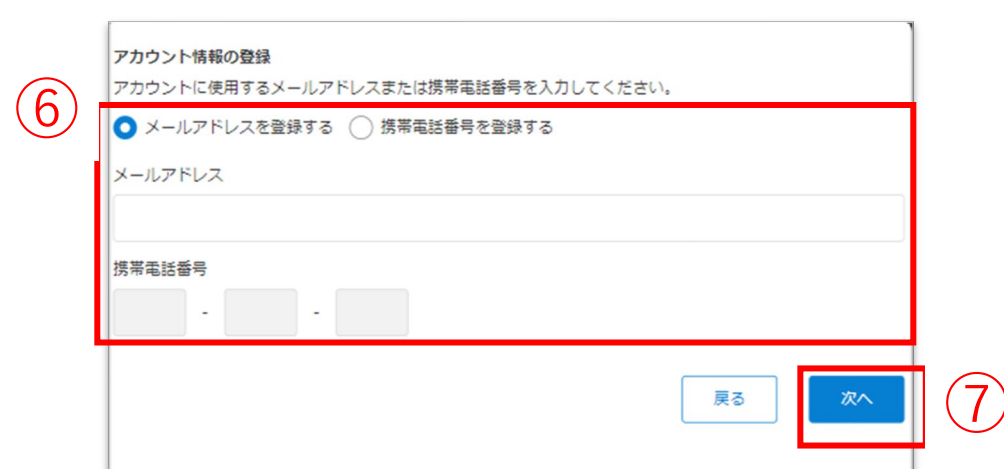 アカウント情報の登録
アカウントに使用するメールアドレスまたは携帯電話番号を入力してください。
⑥
メールアドレスを登録する 携帯電話番号を登録する
メールアドレス
携帯電話番号
- -
戻る 次へ ⑦